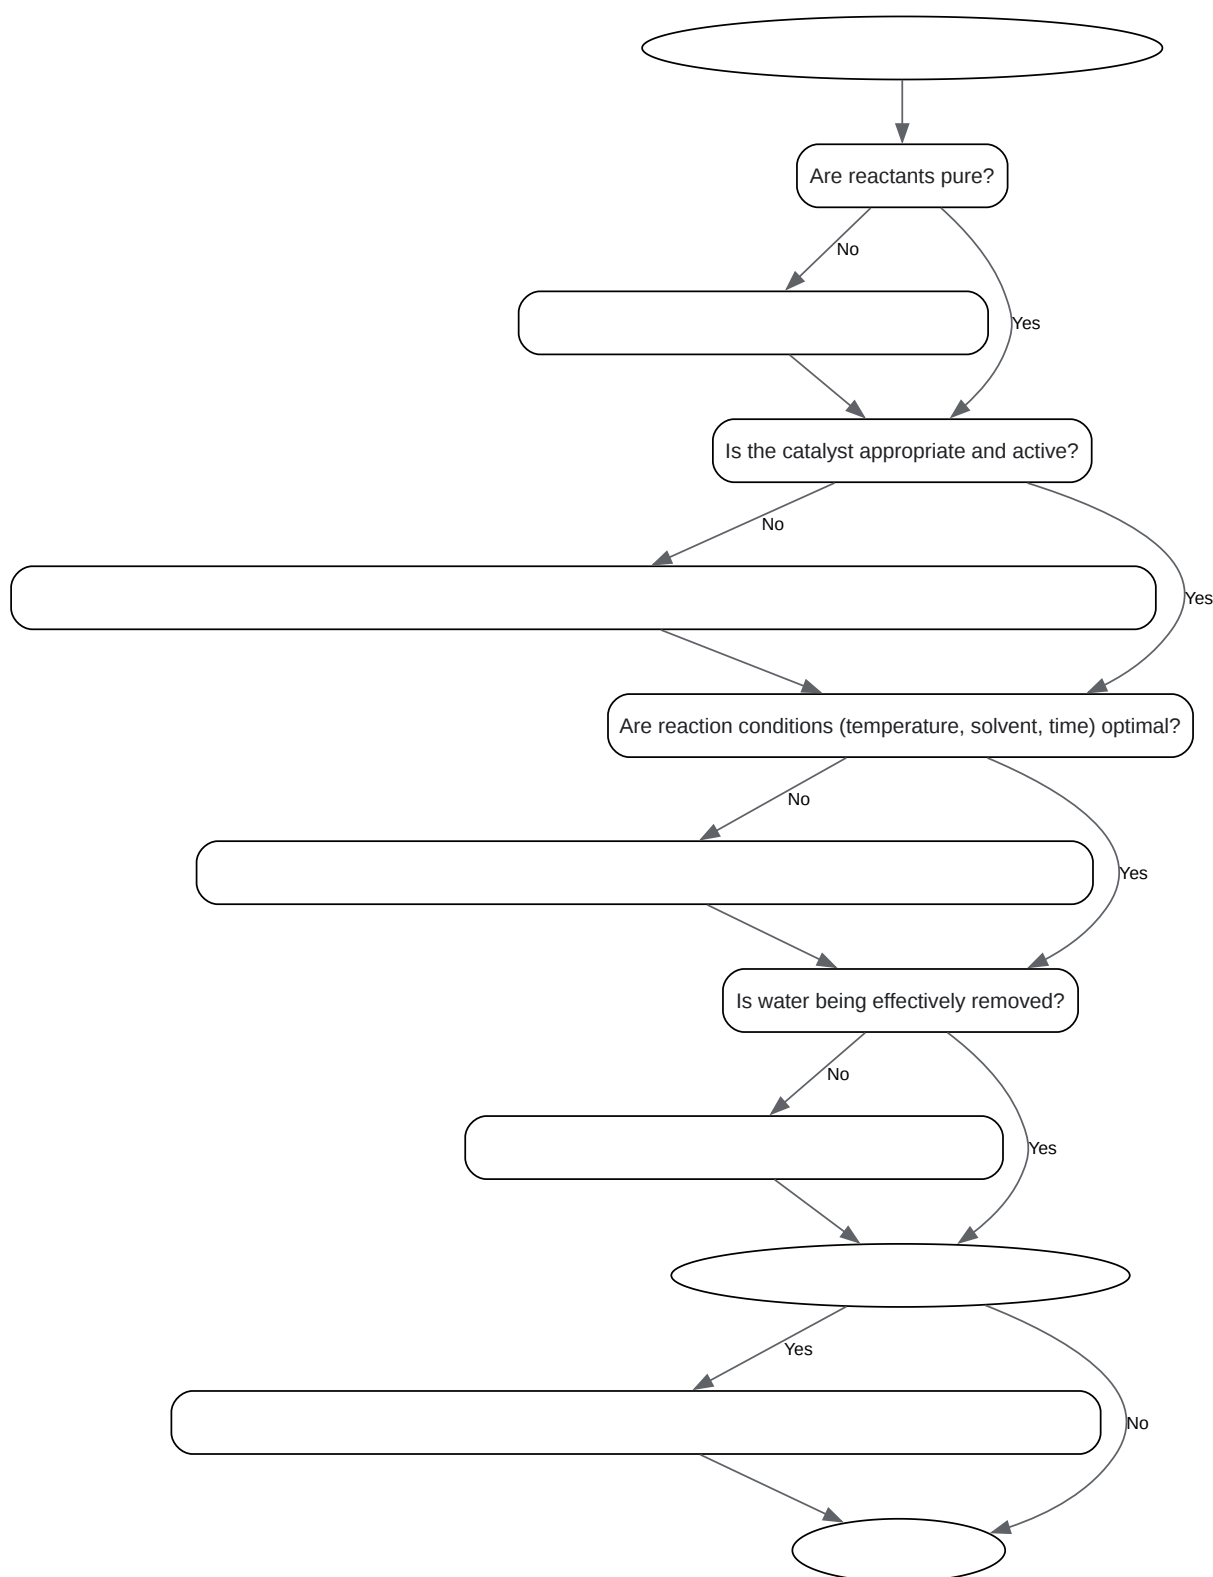 Are reactants pure?
No
Yes
Is the catalyst appropriate and active?
No
Yes
Are reaction conditions (temperature, solvent, time) optimal?
No
Yes
Is water being effectively removed?
No
Yes
Yes
No